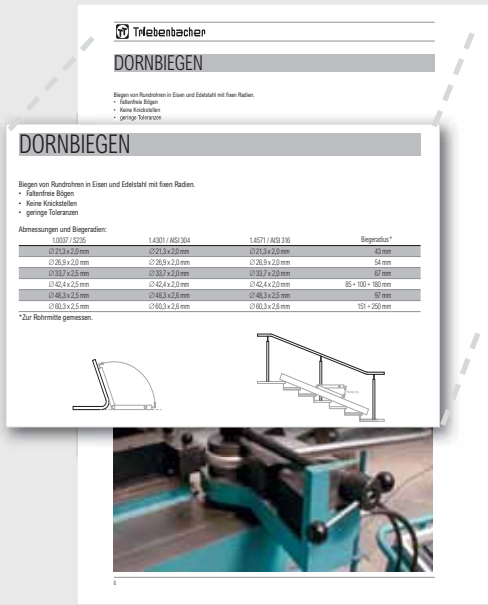 Triebenbacher
DORNBIEGEN
Biegen von Rundrohren in Eisen und Edelstahl mit fixen Radien.
• Faltenfreie Bögen
• Keine Knickstellen
• geringe Toleranzen
DORNBIEGEN
Biegen von Rundrohren in Eisen und Edelstahl mit fixen Radien.
• Faltenfreie Bögen
• Keine Knickstellen
• geringe Toleranzen
Abmessungen und Biegeradien:
1.0037 / S235 1.4301 / AISI 304 1.4571 / AISI 316 Biegeradius*
∅ 21,3 x 2,0 mm ∅ 21,3 x 2,0 mm ∅ 21,3 x 2,0 mm 43 mm
∅ 26,9 x 2,0 mm ∅ 26,9 x 2,0 mm ∅ 26,9 x 2,0 mm 54 mm
∅ 33,7 x 2,5 mm ∅ 33,7 x 2,0 mm ∅ 33,7 x 2,0 mm 67 mm
∅ 42,4 x 2,5 mm ∅ 42,4 x 2,0 mm ∅ 42,4 x 2,0 mm 85 + 100 + 180 mm
∅ 48,3 x 2,5 mm ∅ 48,3 x 2,6 mm ∅ 48,3 x 2,5 mm 97 mm
∅ 60,3 x 2,5 mm ∅ 60,3 x 2,6 mm ∅ 60,3 x 2,6 mm 151 + 250 mm
*Zur Rohrmitte gemessen.
6